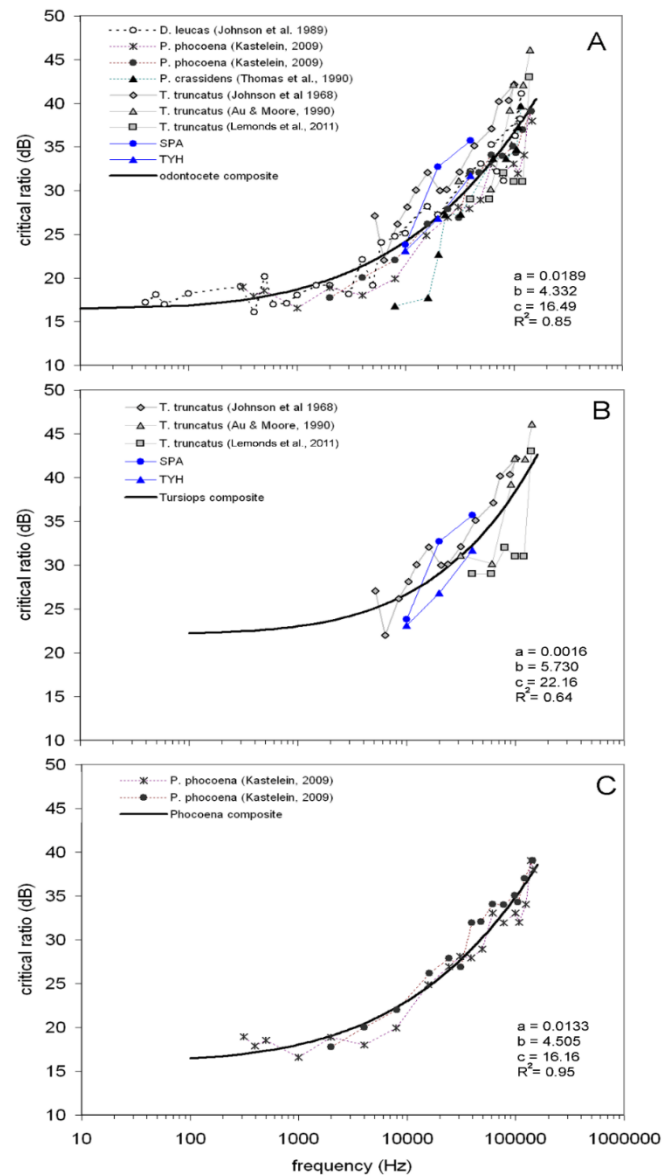 A
D. leucas (Johnson et al. 1989)
P. phocoena (Kastelein, 2009)
P. phocoena (Kastelein, 2009)
P. crassidens (Thomas et al., 1990)
T. truncatus (Johnson et al 1968)
T. truncatus (Au & Moore, 1990)
T. truncatus (Lemonds et al., 2011)
SPA
TYH
odontocete composite
50
45
40
35
30
25
20
15
10
critical ratio (dB)
a = 0.0189
b = 4.332
c = 16.49
R²= 0.85
B
T. truncatus (Johnson et al 1968)
T. truncatus (Au & Moore, 1990)
T. truncatus (Lemonds et al., 2011)
SPA
TYH
Tursiops composite
50
45
40
35
30
25
20
15
10
critical ratio (dB)
a = 0.0016
b = 5.730
c = 22.16
R²= 0.64
C
P. phocoena (Kastelein, 2009)
P. phocoena (Kastelein, 2009)
Phocoena composite
50
45
40
35
30
25
20
15
10
critical ratio (dB)
a = 0.0133
b = 4.505
c = 16.16
R²= 0.95
10 100 1000 10000 100000 1000000
frequency (Hz)